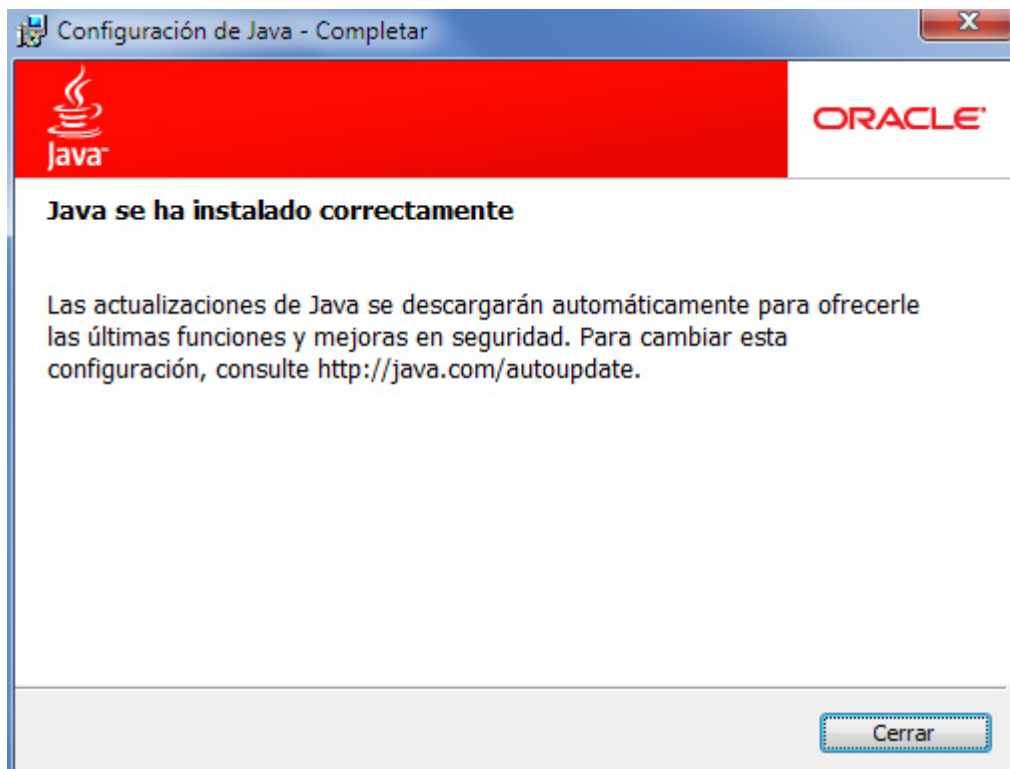 Configuración de Java - Completar
Java™
ORACLE®
Java se ha instalado correctamente
Las actualizaciones de Java se descargarán automáticamente para ofrecerle
las últimas funciones y mejoras en seguridad. Para cambiar esta
configuración, consulte http://java.com/autoupdate.
Cerrar